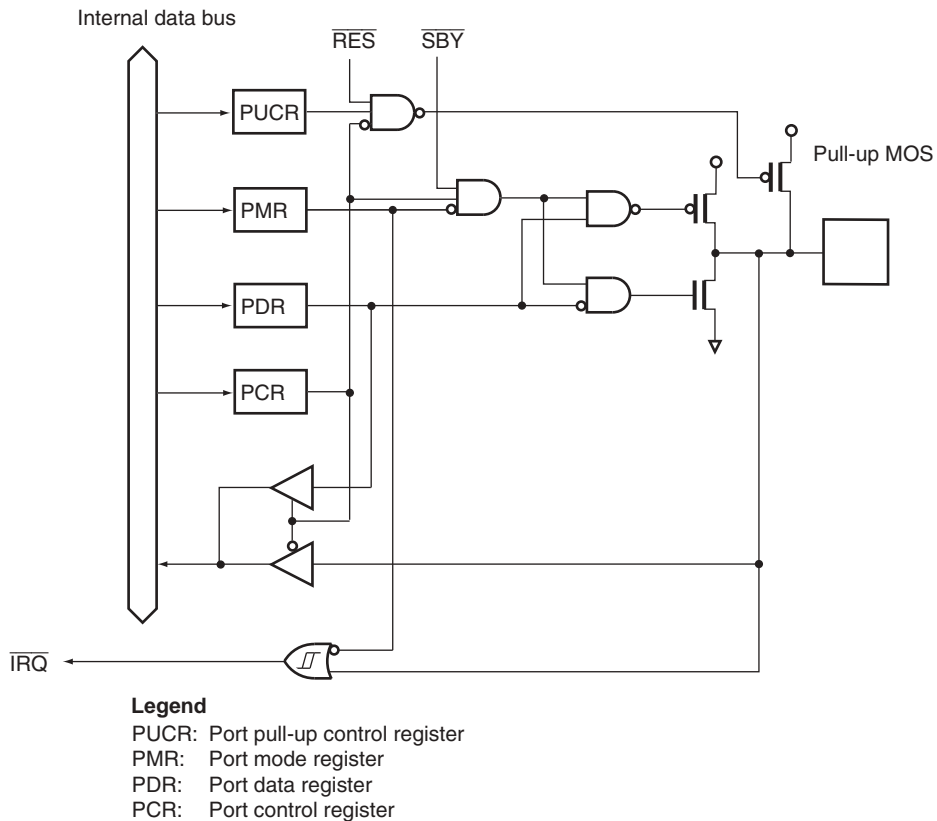 Internal data bus
RES
SBY
PUCR
Pull-up MOS
PMR
PDR
PCR
IRQ
Legend
PUCR: Port pull-up control register
PMR: Port mode register
PDR: Port data register
PCR: Port control register